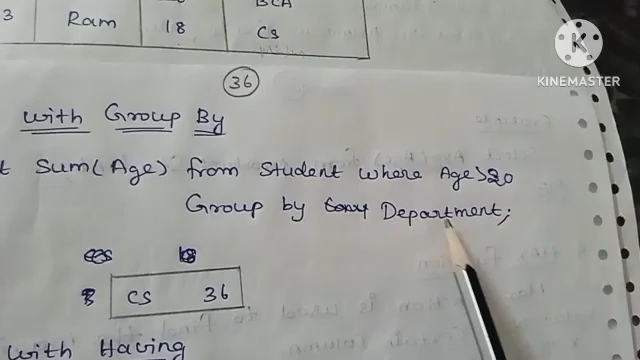 BCA
3 Ram 18 CS
KINEMASTER
36
with Group By
t Sum(Age) from Student where Age>20
Group by Department;
CS 36
with Having